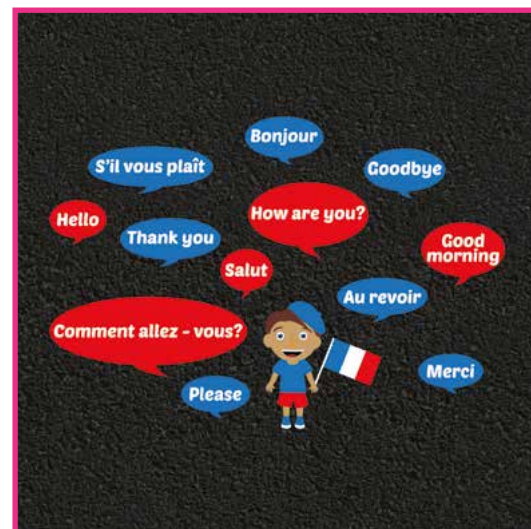 Bonjour
S'il vous plaît
Goodbye
Hello
How are you?
Thank you
Good
morning
Salut
Au revoir
Comment allez - vous?
Merci
Please